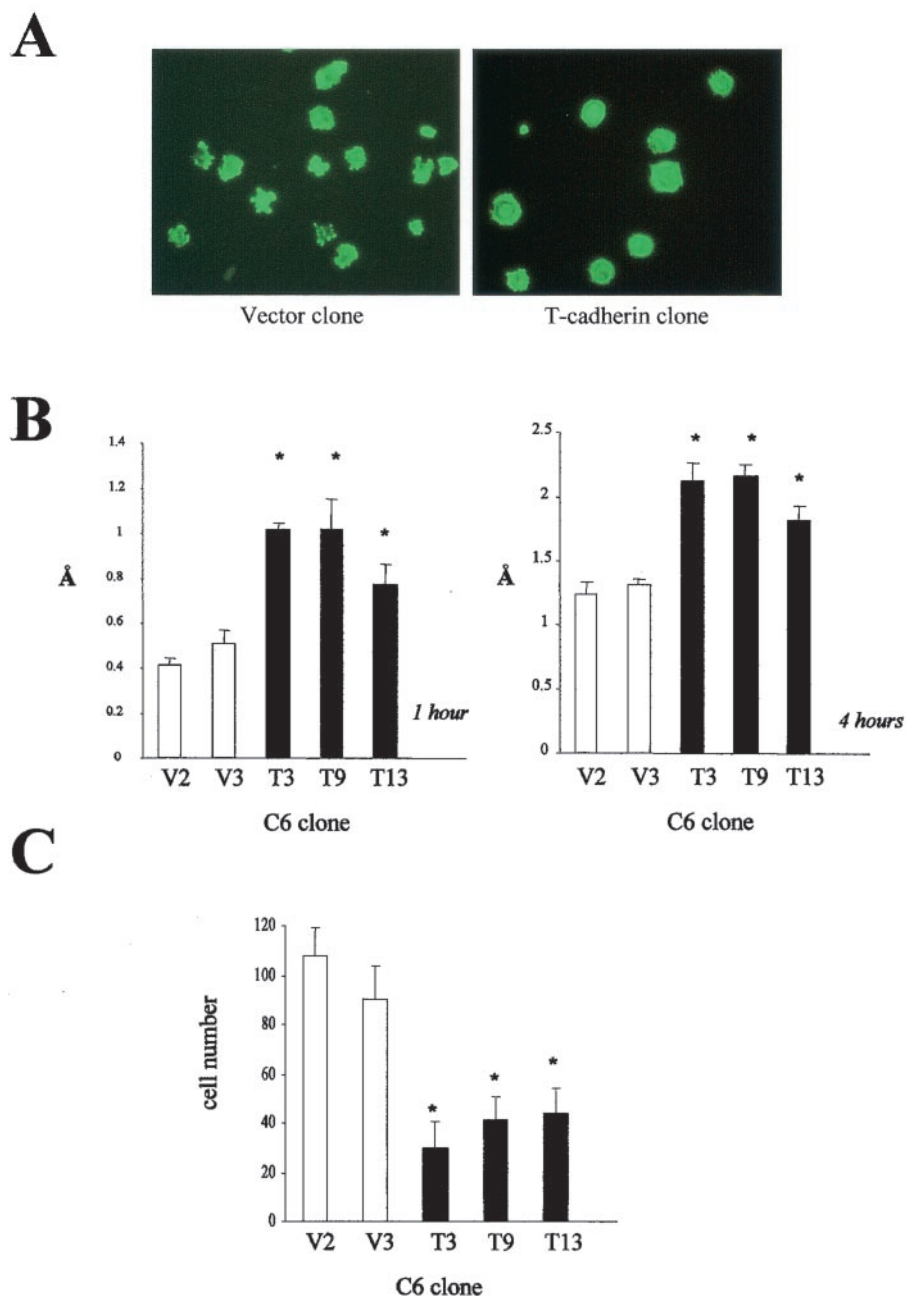 A
Vector clone T-cadherin clone
B
1.4
1.2
1
0.8
0.6
0.4
0.2
0
Å
* * *
1 hour
V2 V3 T3 T9 T13
C6 clone
2.5
2
1.5
1
0.5
0
Å
* * *
4 hours
V2 V3 T3 T9 T13
C6 clone
C
120
100
80
60
40
20
0
cell number
* * *
V2 V3 T3 T9 T13
C6 clone